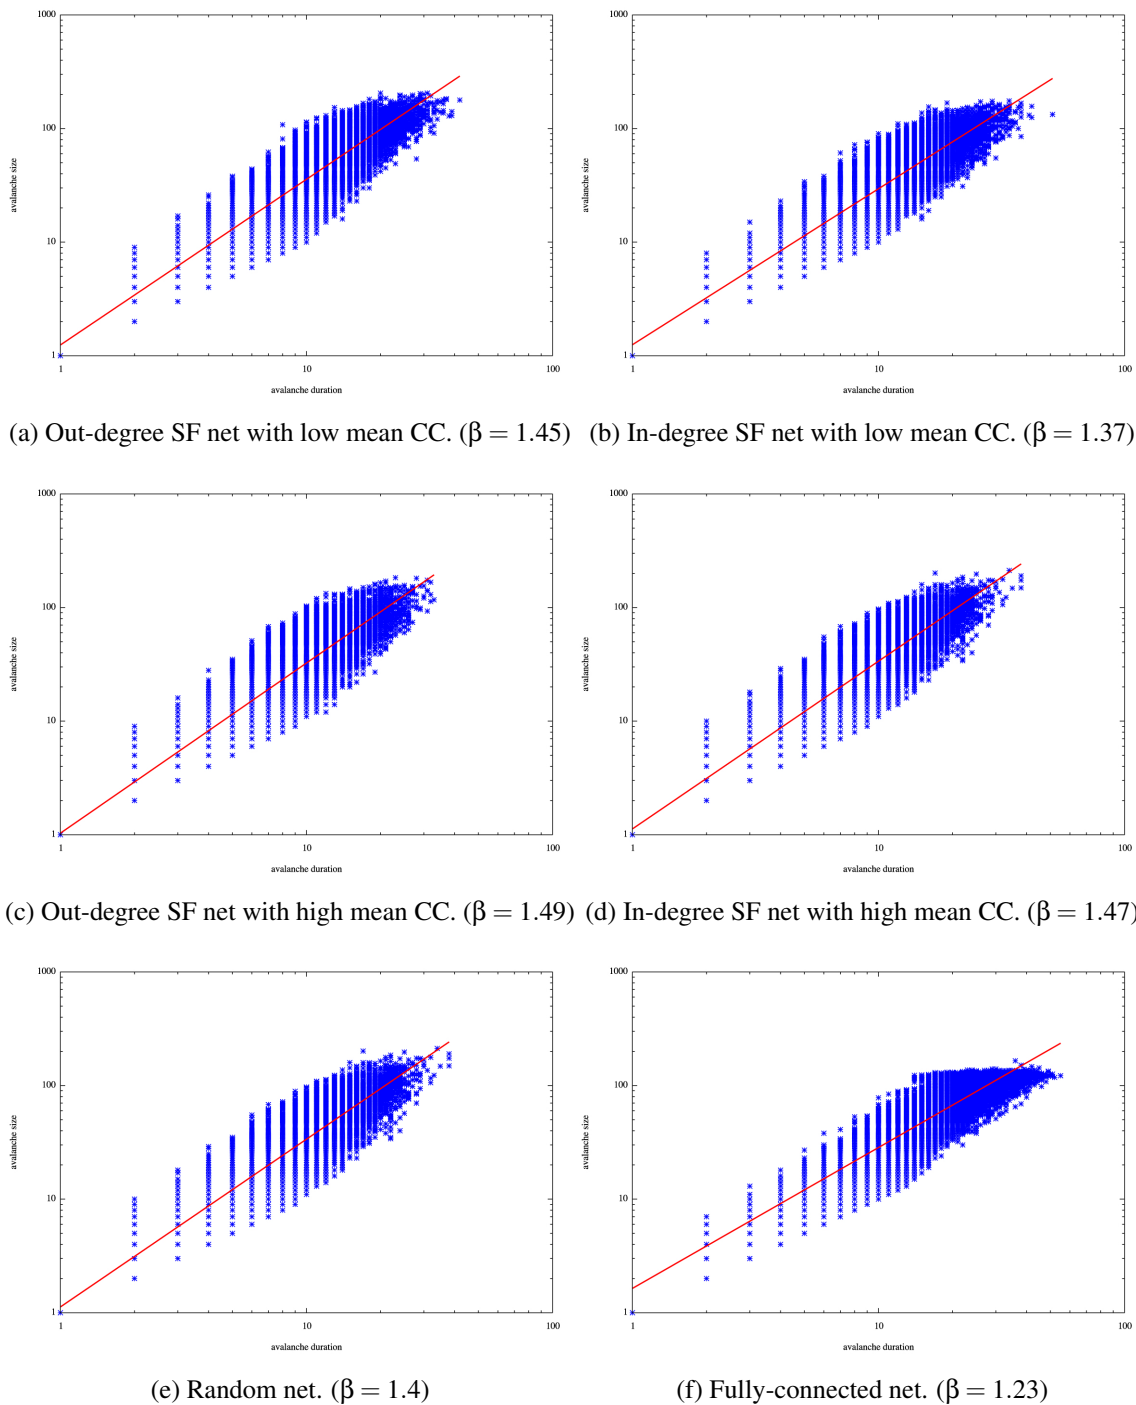 1000
100
10
1
1
10
100
avalanche size
avalanche duration
1000
100
10
1
1
10
100
avalanche size
avalanche duration
(a) Out-degree SF net with low mean CC. (β = 1.45)
(b) In-degree SF net with low mean CC. (β = 1.37)
1000
100
10
1
1
10
100
avalanche size
avalanche duration
1000
100
10
1
1
10
100
avalanche size
avalanche duration
(c) Out-degree SF net with high mean CC. (β = 1.49)
(d) In-degree SF net with high mean CC. (β = 1.47)
1000
100
10
1
1
10
100
avalanche size
avalanche duration
1000
100
10
1
1
10
100
avalanche size
avalanche duration
(e) Random net. (β = 1.4)
(f) Fully-connected net. (β = 1.23)